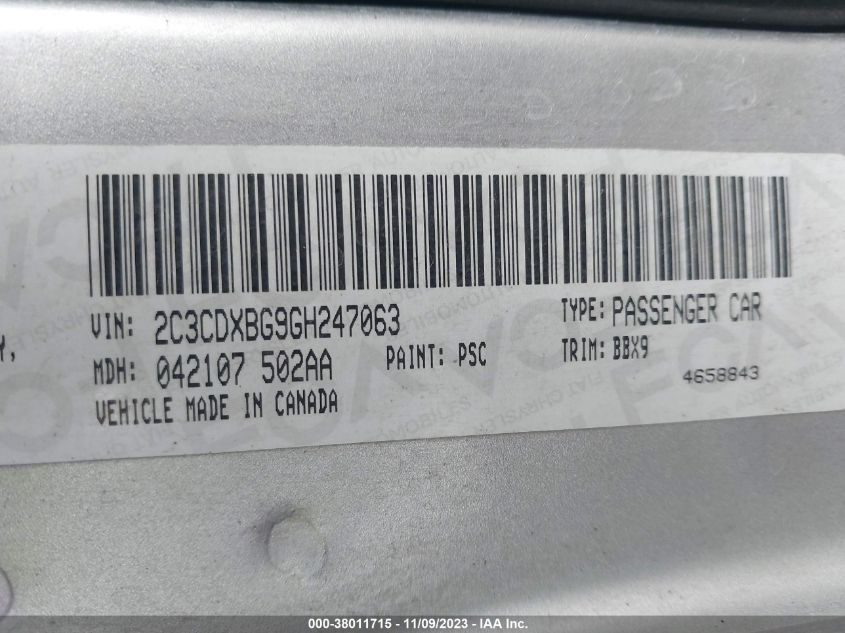 VIN: 2C3CDXBG9GH247063
TYPE: PASSENGER CAR
Y,
MDH: 042107 502AA
PAINT: PSC
TRIM: BBX9
4658843
VEHICLE MADE IN CANADA
000-38011715 - 11/09/2023 - IAA Inc.